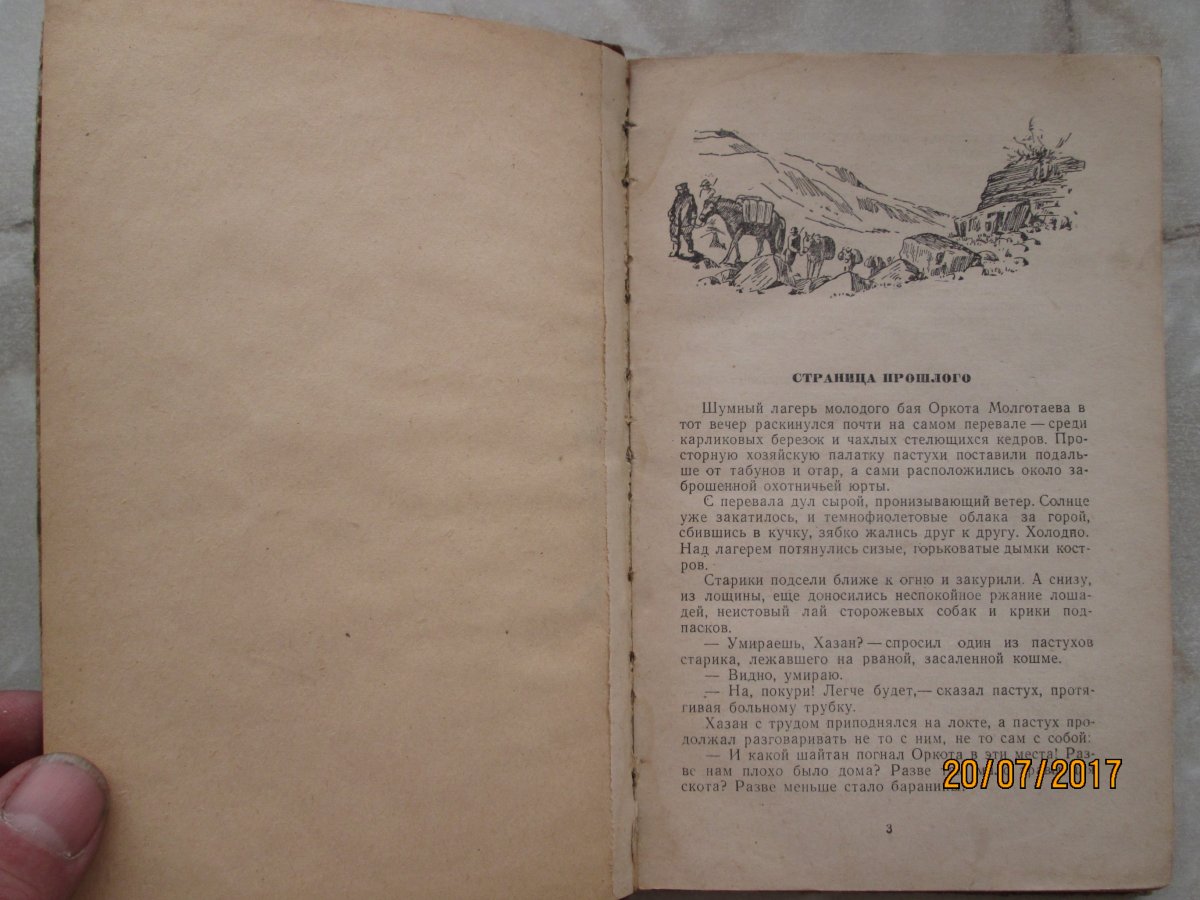 СТРАНИЦА ПРОШЛОГО
Шумный лагерь молодого бая Оркота Молготаева в
тот вечер раскинулся почти на самом перевале — среди
карликовых березок и чахлых стелющихся кедров. Про-
сторную хозяйскую палатку пастухи поставили подаль-
ше от табунов и отар, а сами расположились около за-
брошенной охотничьей юрты.
С перевала дул сырой, пронизывающий ветер. Солнце
уже закатилось, и темнофиолетовые облака за горой,
сбившись в кучку, зябко жались друг к другу. Холодно.
Над лагерем потянулись сизые, горьковатые дымки кост-
ров.
Старики подсели ближе к огню и закурили. А снизу,
из лощины, еще доносились неспокойное ржание лоша-
дей, неистовый лай сторожевых собак и крики под-
пасков.
— Умираешь, Хазан? — спросил один из пастухов
старика, лежавшего на рваной, засаленной кошме.
— Видно, умираю.
— На, покури! Легче будет, — сказал пастух, протя-
гивая больному трубку.
Хазан с трудом приподнялся на локте, а пастух про-
должал разговаривать не то с ним, не то сам с собой:
— И какой шайтан погнал Оркота в эти места! Раз-
ве нам плохо было дома? Разве
скота? Разве меньше стало баранины
20/07/2017
3